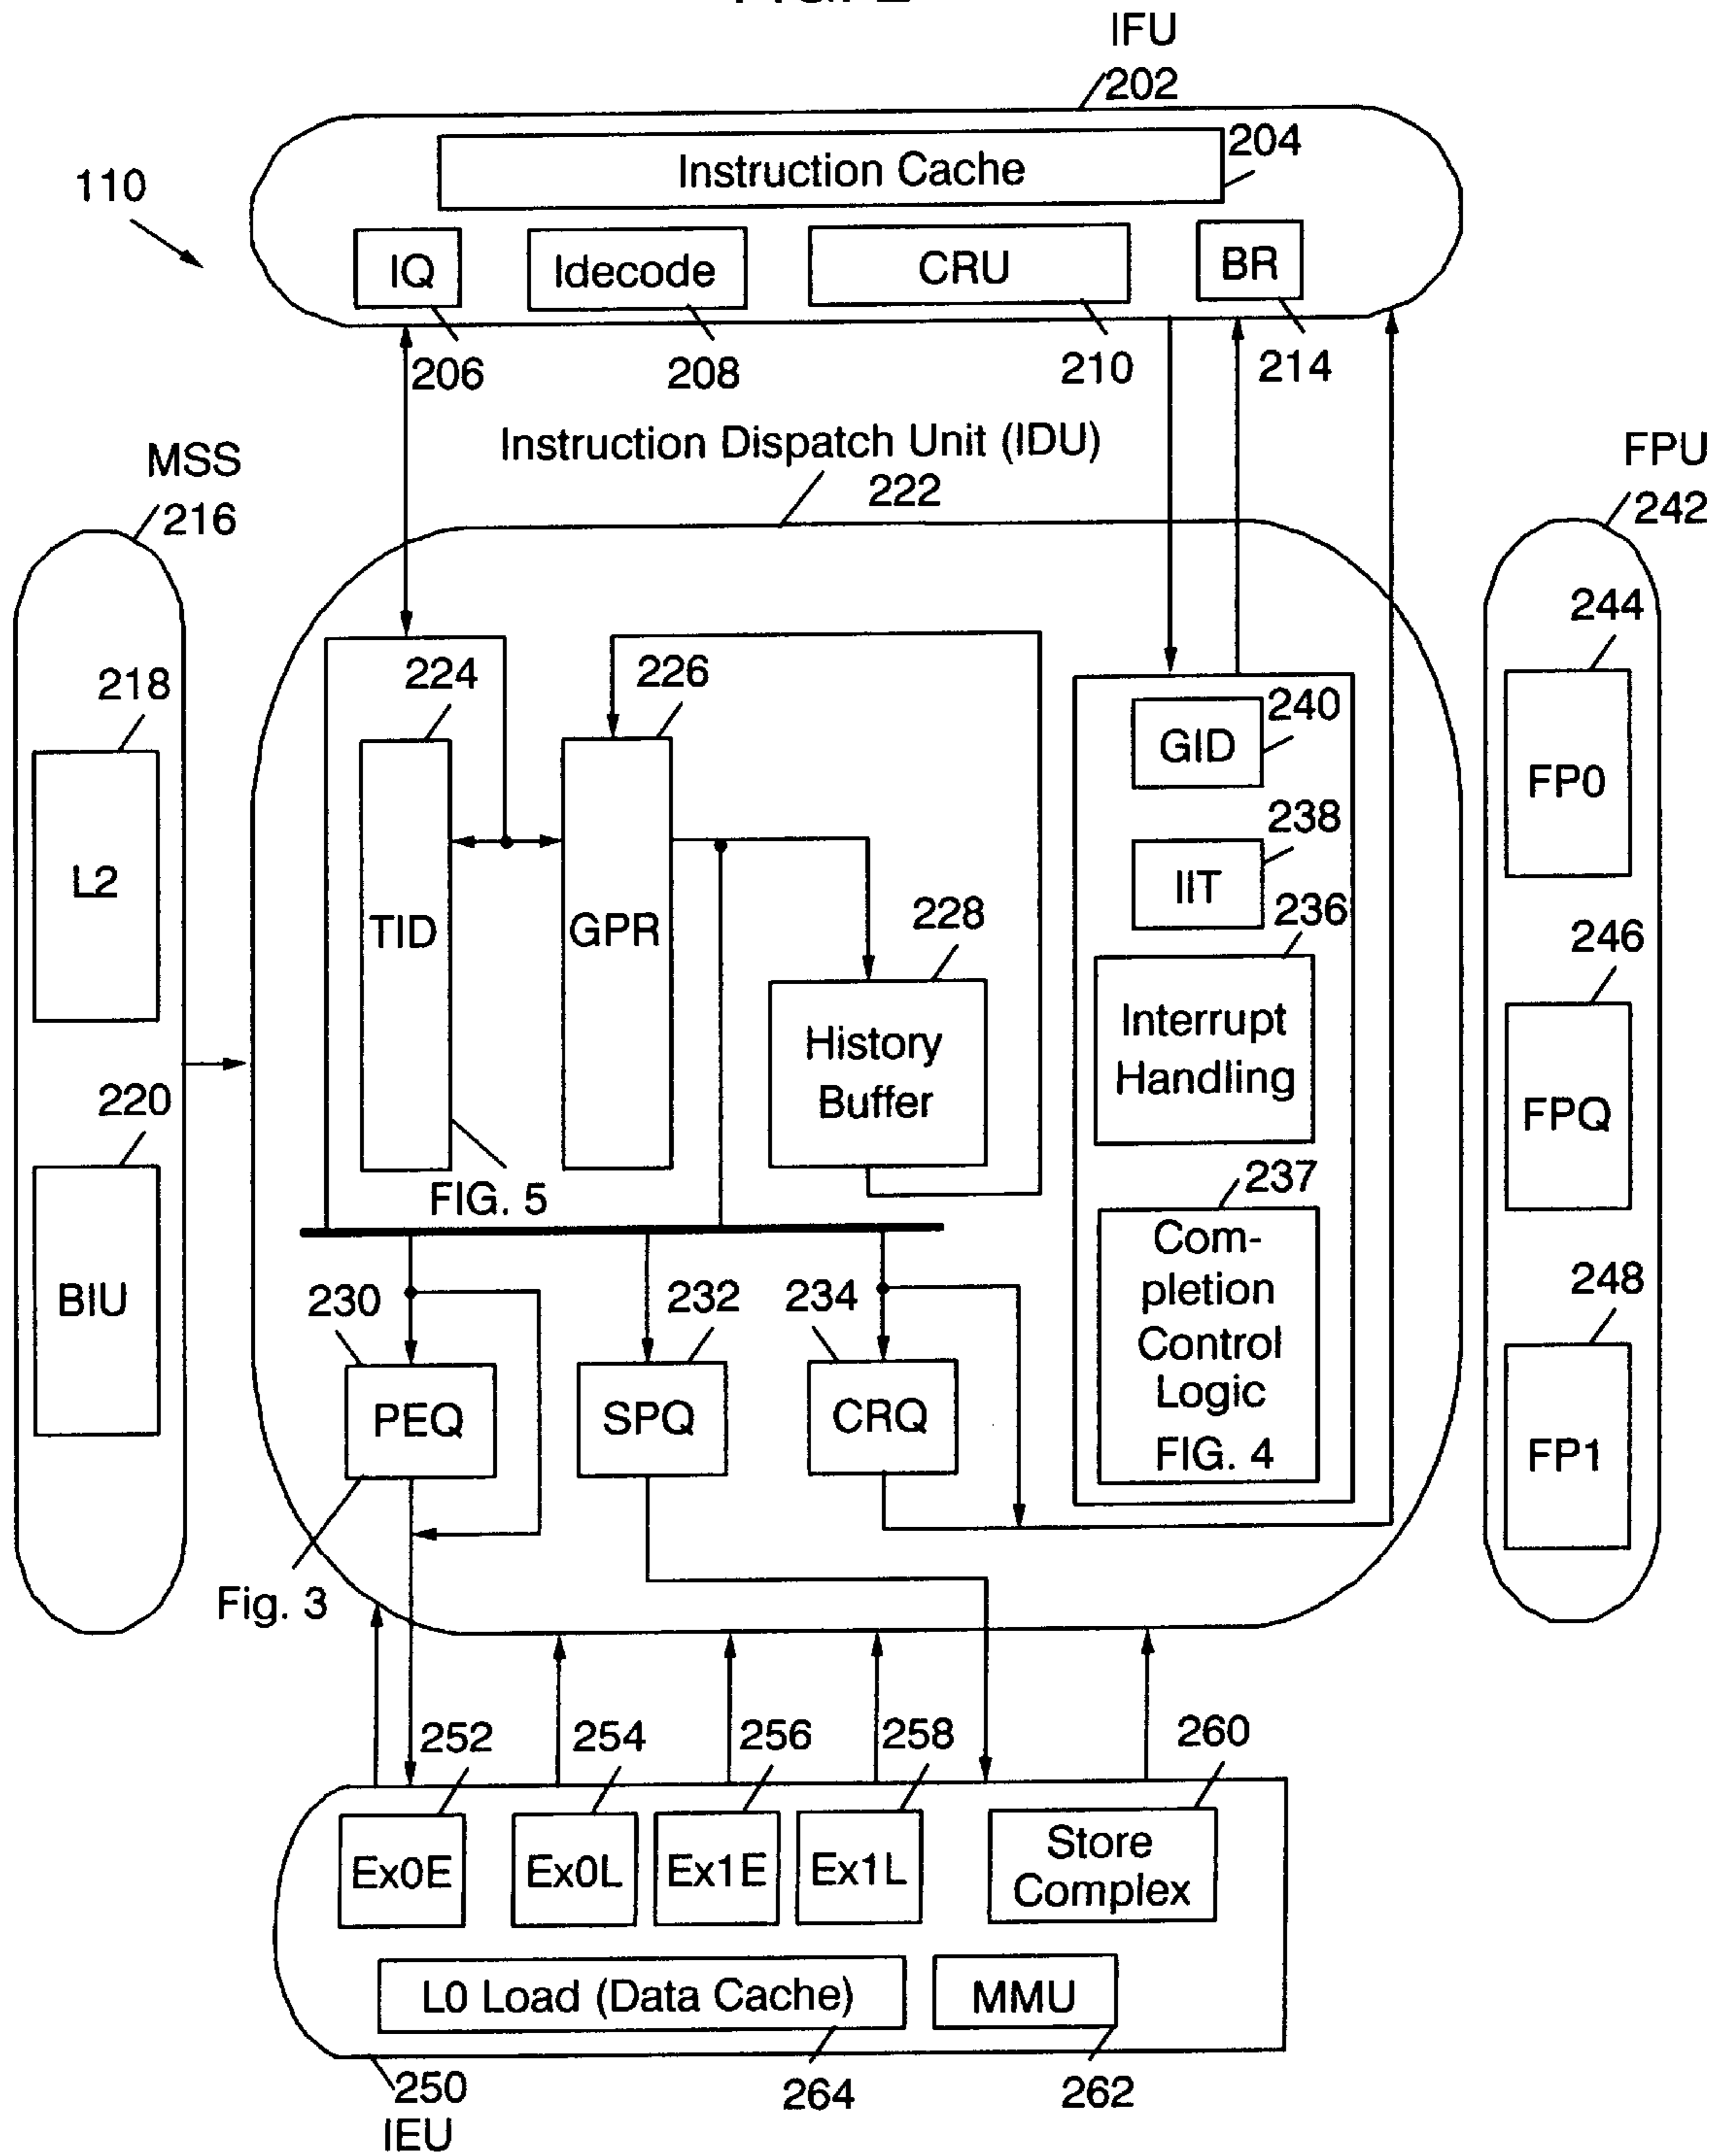 IFU
202
Instruction Cache
204
110
IQ
Idecode
CRU
BR
206
208
210
214
Instruction Dispatch Unit (IDU)
222
MSS
216
FPU
242
218
L2
220
BIU
224
226
TID
GPR
FIG. 5
228
History
Buffer
240
GID
238
IIT
236
Interrupt
Handling
237
Com-
pletion
Control
Logic
FIG. 4
244
FP0
246
FPQ
248
FP1
230
232
234
PEQ
SPQ
CRQ
Fig. 3
252
254
256
258
260
Ex0E
Ex0L
Ex1E
Ex1L
Store
Complex
L0 Load (Data Cache)
MMU
250
IEU
264
262